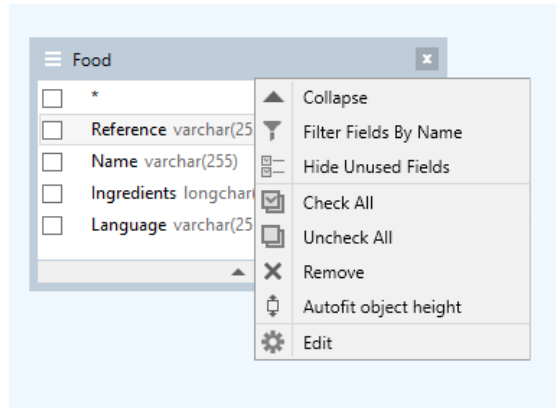 Food
*
Reference varchar(25
Name varchar(255)
Ingredients longchar(
Language varchar(25
Collapse
Filter Fields By Name
Hide Unused Fields
Check All
Uncheck All
Remove
Autofit object height
Edit